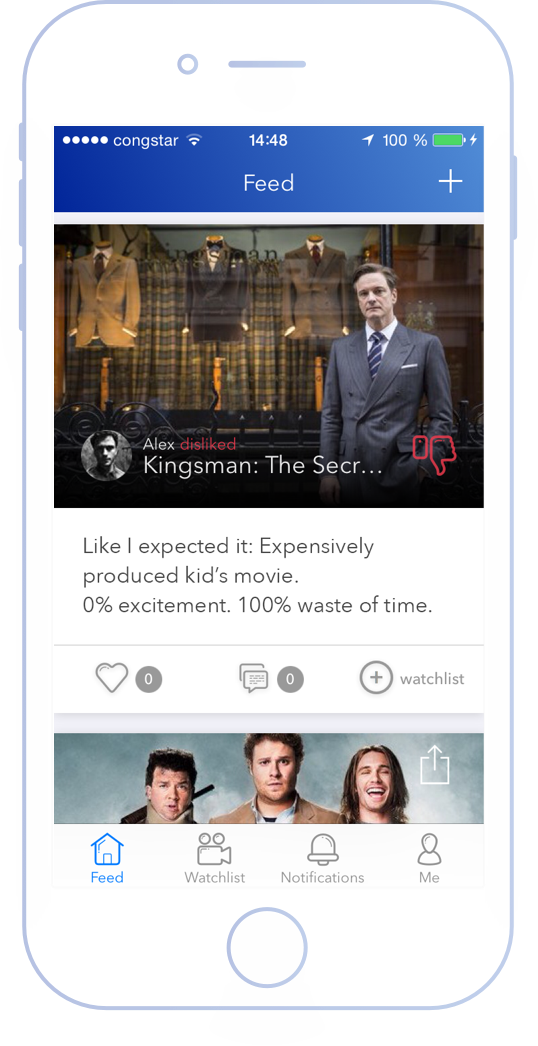 congstar 14:48 100 %
Feed
Alex disliked
Kingsman: The Secr...
Like I expected it: Expensively
produced kid's movie.
0% excitement. 100% waste of time.
0 0 watchlist
Feed Watchlist Notifications Me